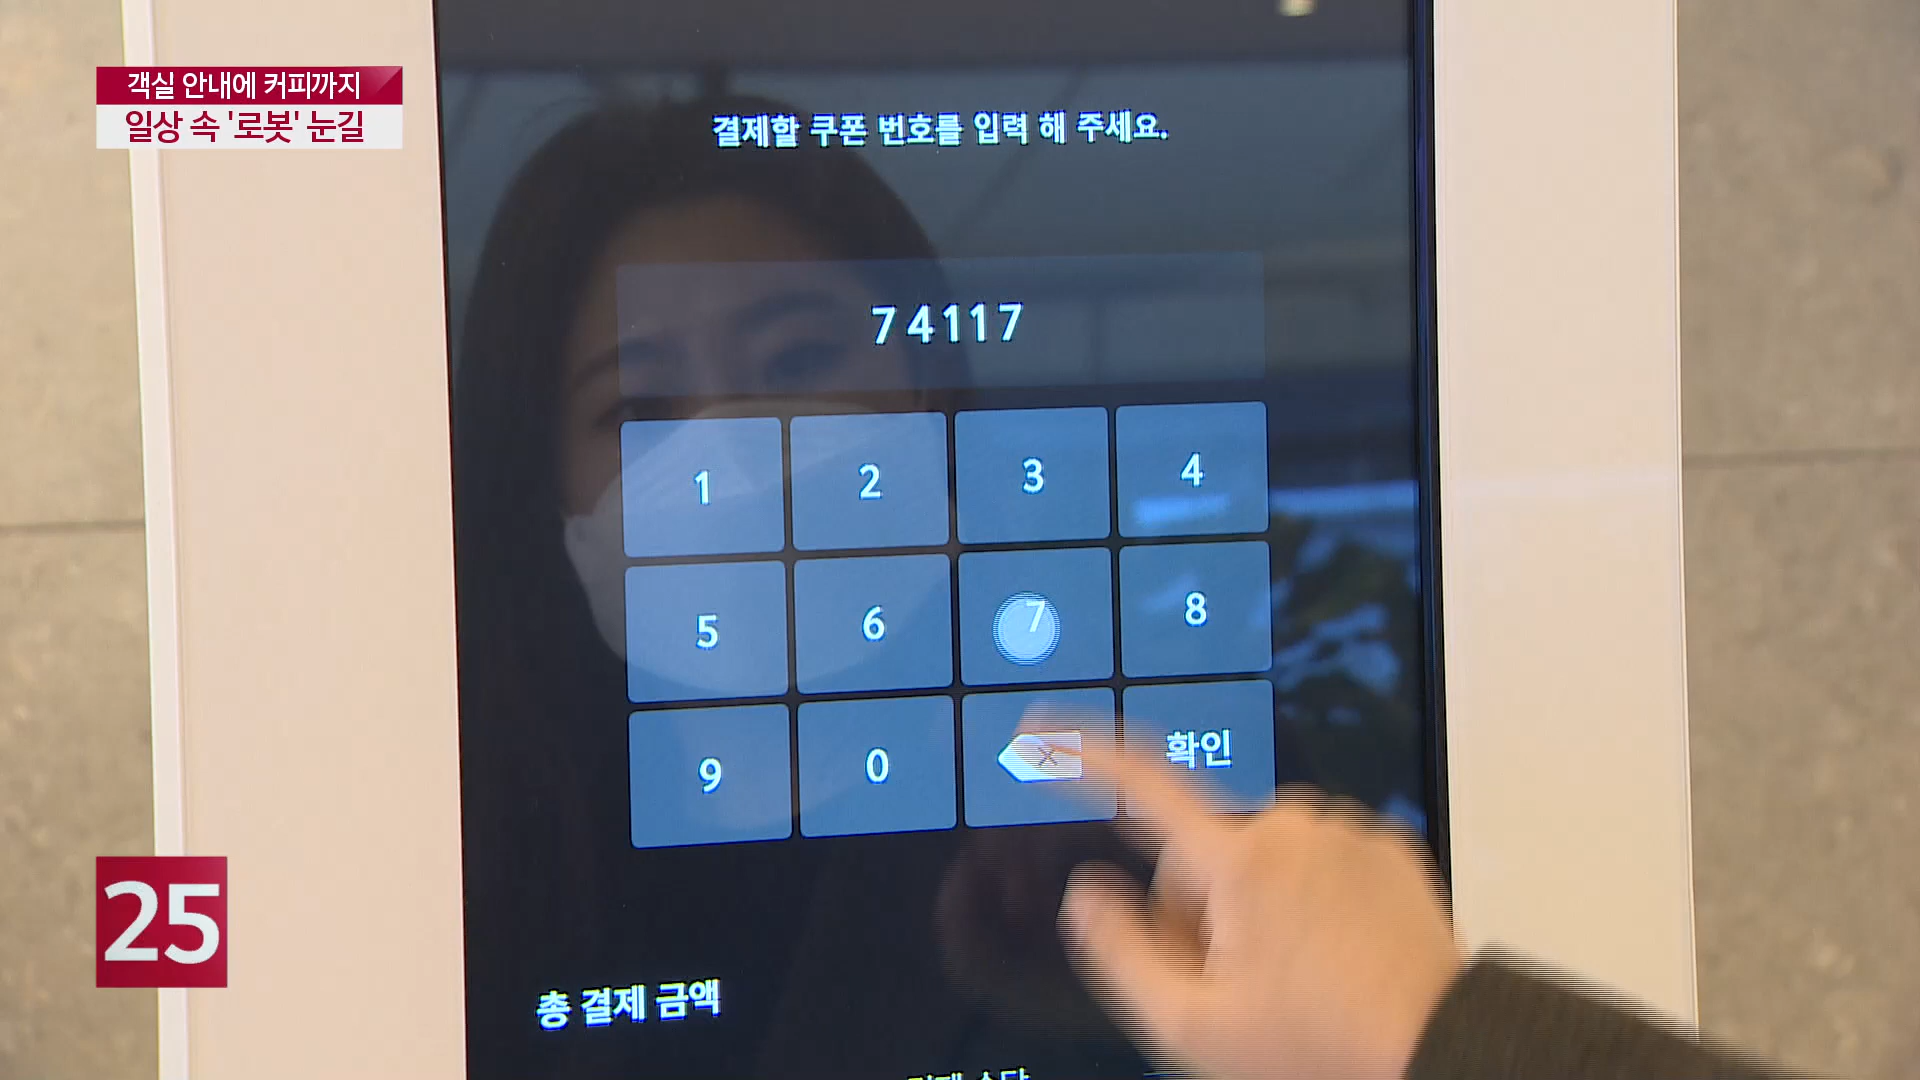 객실 안내에 커피까지
일상 속 '로봇' 눈길
결제할 쿠폰 번호를 입력 해 주세요.
74117
1 2 3 4
5 6 7 8
9 0 x 확인
25
총 결제 금액